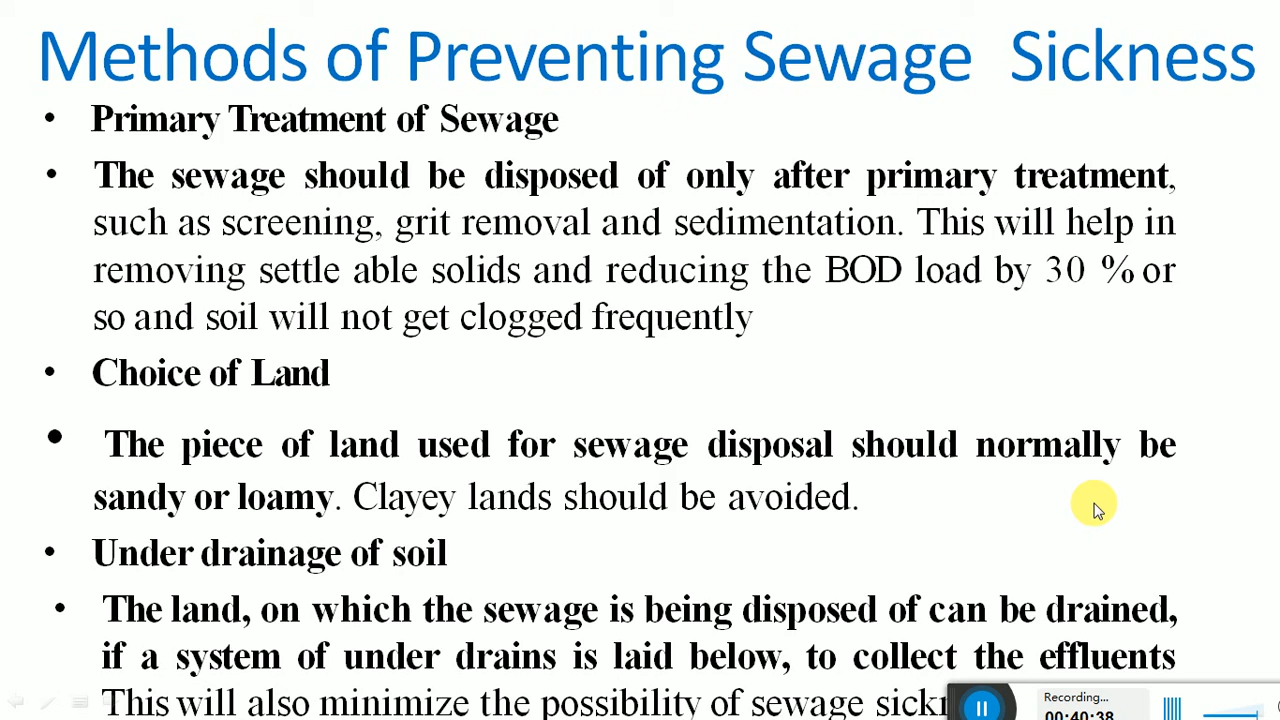 Methods of Preventing Sewage Sickness
• Primary Treatment of Sewage
• The sewage should be disposed of only after primary treatment,
such as screening, grit removal and sedimentation. This will help in
removing settle able solids and reducing the BOD load by 30 % or
so and soil will not get clogged frequently
• Choice of Land
• The piece of land used for sewage disposal should normally be
sandy or loamy. Clayey lands should be avoided.
• Under drainage of soil
• The land, on which the sewage is being disposed of can be drained,
if a system of under drains is laid below, to collect the effluents
This will also minimize the possibility of sewage
Recording...
00:40:38